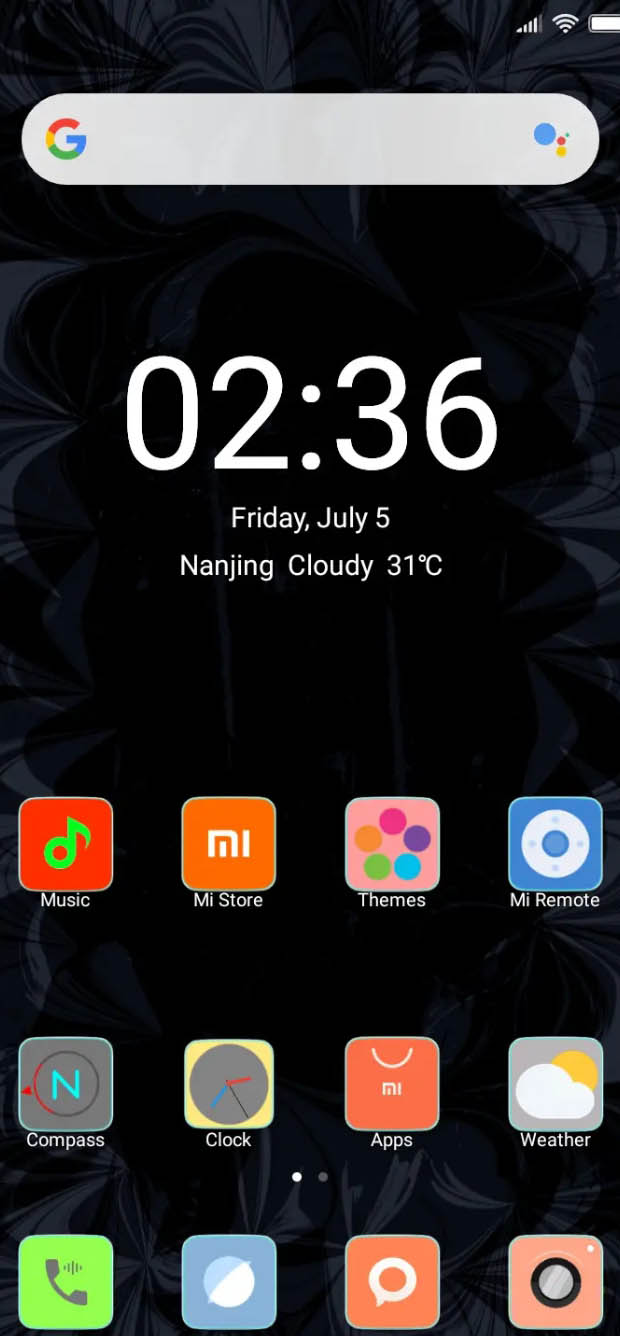 02:36
Friday, July 5
Nanjing Cloudy 31℃
mi
Music
Mi Store
Themes
Mi Remote
N
mi
Compass
Clock
Apps
Weather